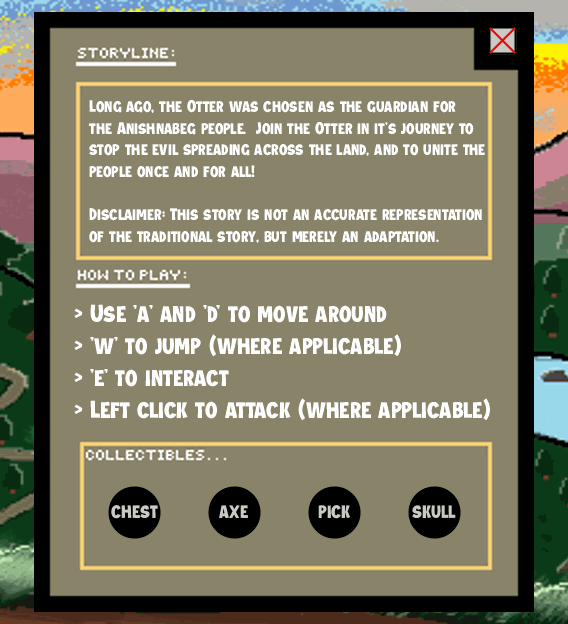 STORYLINE:
LONG AGO, THE OTTER WAS CHOSEN AS THE GUARDIAN FOR
THE ANISHNABEG PEOPLE. JOIN THE OTTER IN IT'S JOURNEY TO
STOP THE EVIL SPREADING ACROSS THE LAND, AND TO UNITE THE
PEOPLE ONCE AND FOR ALL!
DISCLAIMER: THIS STORY IS NOT AN ACCURATE REPRESENTATION
OF THE TRADITIONAL STORY, BUT MERELY AN ADAPTATION.
HOW TO PLAY:
> USE 'A' AND 'D' TO MOVE AROUND
> 'W' TO JUMP (WHERE APPLICABLE)
> 'E' TO INTERACT
> LEFT CLICK TO ATTACK (WHERE APPLICABLE)
COLLECTIBLES...
CHEST AXE PICK SKULL